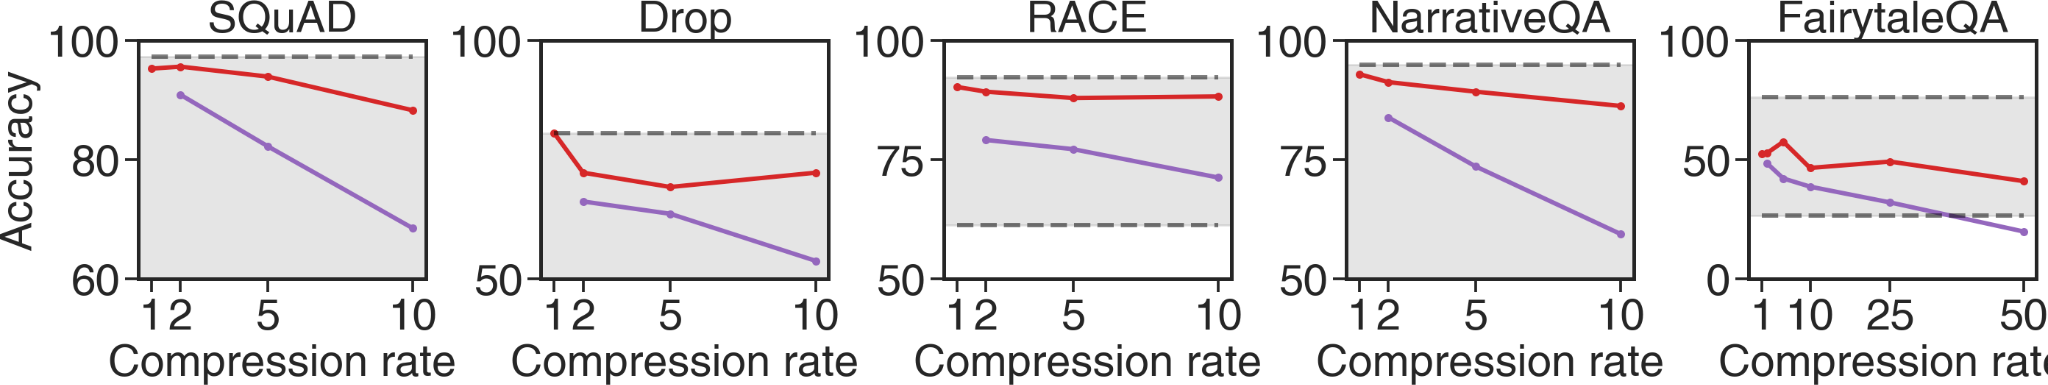 SQuAD Drop RACE NarrativeQA FairytaleQA
Accuracy
100 100 100 100 100
80 75 75 50
60 50 50 50 0
1 2 5 10 1 2 5 10 1 2 5 10 1 2 5 10 1 10 25 50
Compression rate Compression rate Compression rate Compression rate Compression rate